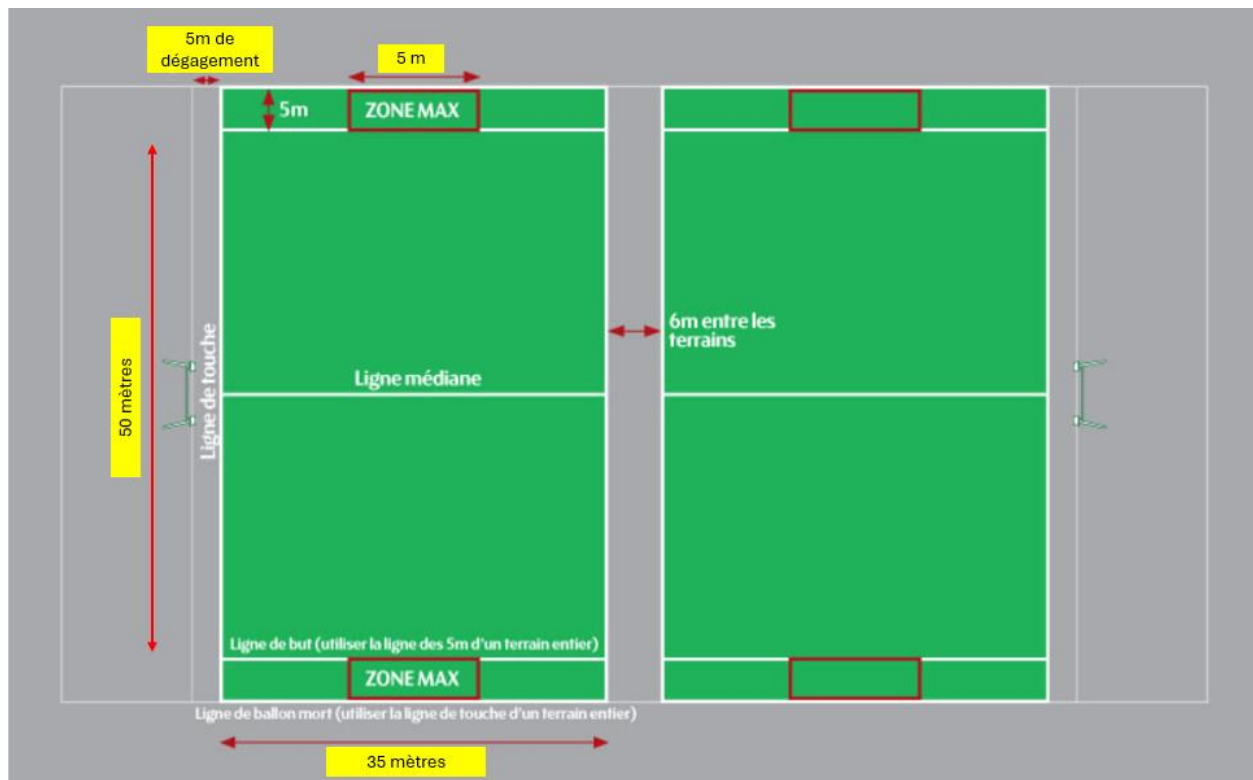 5m de
dégagement
5 m
5m
ZONE MAX
6m entre les
terrains
Ligne de touche
Ligne médiane
50 mètres
Ligne de but (utiliser la ligne des 5m d'un terrain entier)
ZONE MAX
Ligne de ballon mort (utiliser la ligne de touche d'un terrain entier)
35 mètres